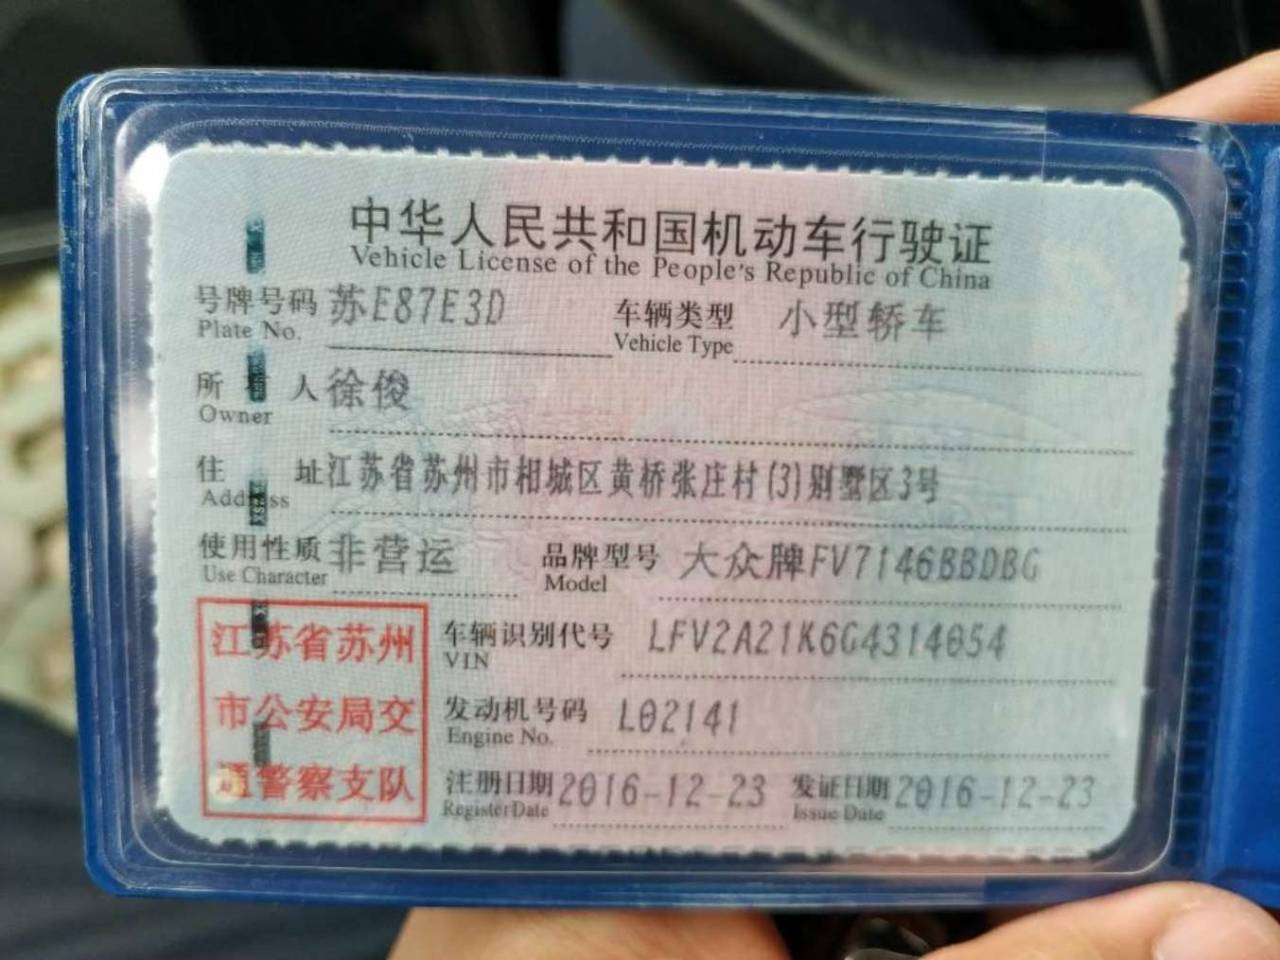 中华人民共和国机动车行驶证
Vehicle License of the People's Republic of China
号牌号码 苏E87E3D 车辆类型 小型轿车
Plate No. Vehicle Type
所 人 徐俊
Owner
住 址 江苏省苏州市相城区黄桥张庄村(3)别墅区3号
Address
使用性质 非营运 品牌型号 大众牌FV7146BBDBG
Use Character Model
江苏省苏州 车辆识别代号 LFV2A21K6G4314054
VIN
市公安局交 发动机号码 L02141
Engine No.
通警察支队 注册日期 2016-12-23 发证日期 2016-12-23
Register Date Issue Date